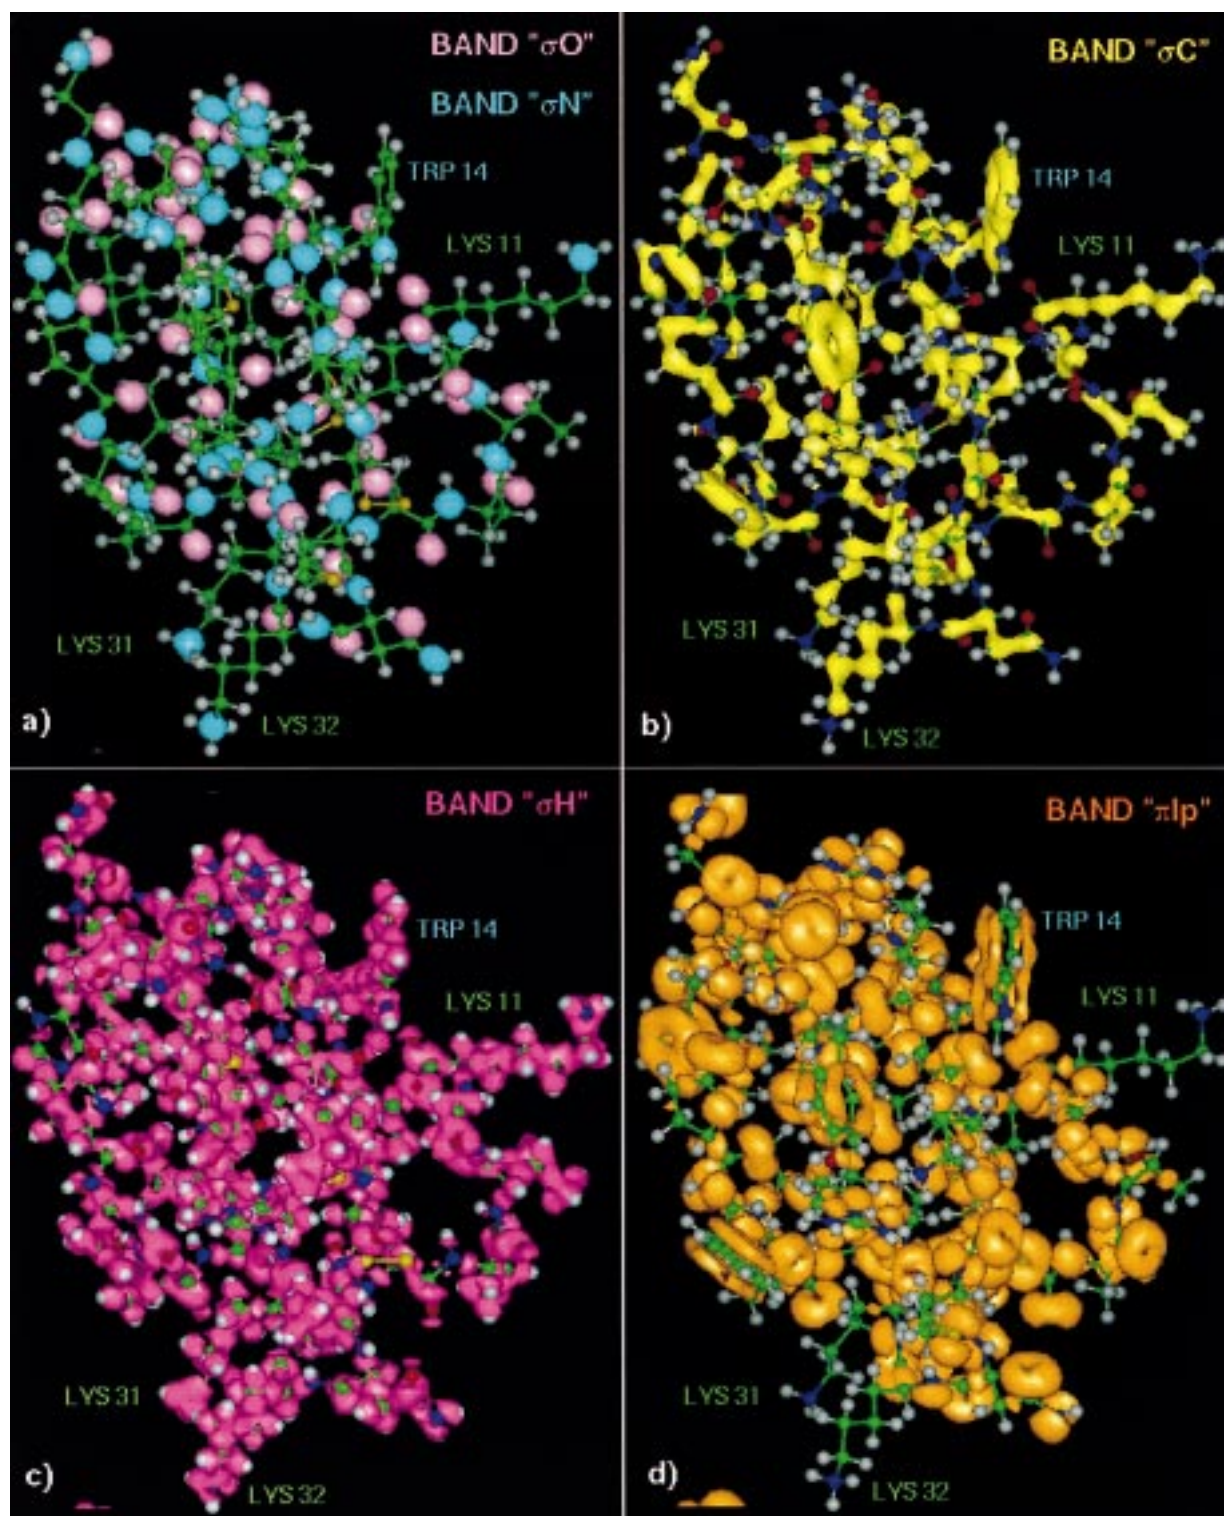 BAND "σO"
BAND "σN"
TRP 14
LYS 11
LYS 31
LYS 32
a)
BAND "σC"
TRP 14
LYS 11
LYS 31
LYS 32
b)
BAND "σH"
TRP 14
LYS 11
LYS 31
LYS 32
c)
BAND "πlp"
TRP 14
LYS 11
LYS 31
LYS 32
d)